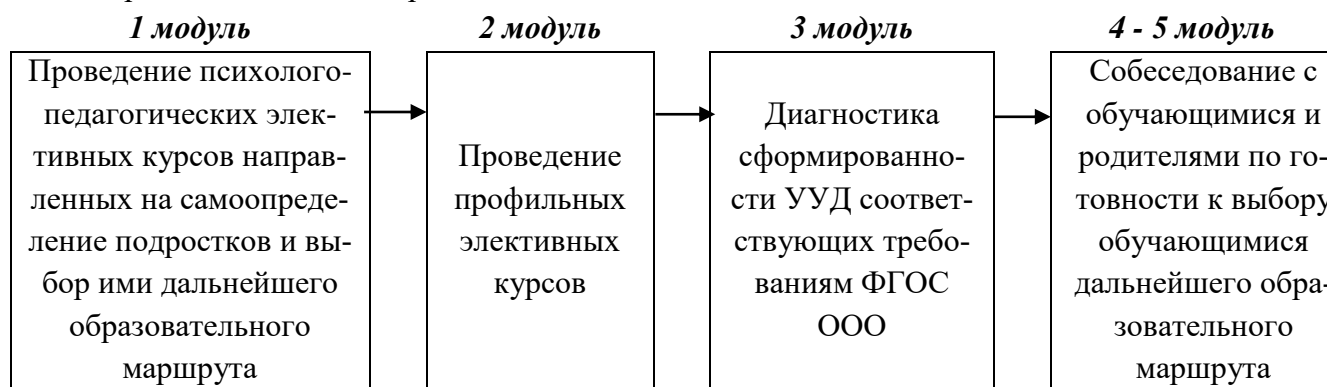 1 модуль
Проведение психолого-
педагогических элек-
тивных курсов направ-
ленных на самоопреде-
ление подростков и вы-
бор ими дальнейшего
образовательного
маршрута
2 модуль
Проведение
профильных
элективных
курсов
3 модуль
Диагностика
сформированно-
сти УУД соответ-
ствующих требо-
ваниям ФГОС
ООО
4 - 5 модуль
Собеседование с
обучающимися и
родителями по го-
товности к выбору
обучающимися
дальнейшего обра-
зовательного
маршрута